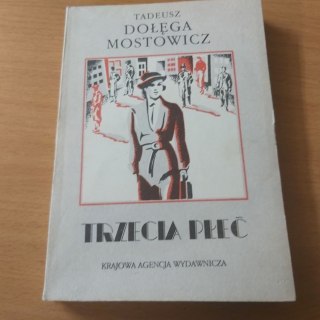 TADEUSZ
DOŁĘGA
MOSTOWICZ
TRZECIA PŁEĆ
KRAJOWA AGENCJA WYDAWNICZA